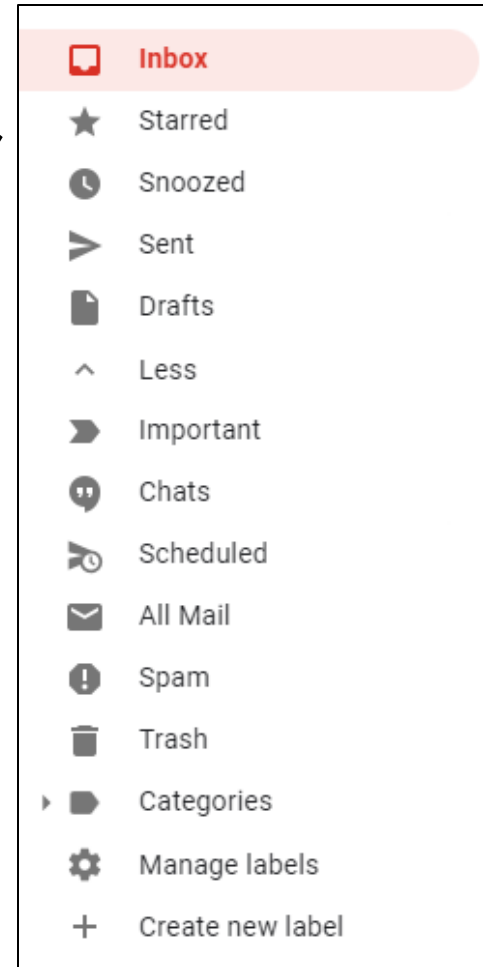 Inbox
Starred
Snoozed
Sent
Drafts
Less
Important
Chats
Scheduled
All Mail
Spam
Trash
Categories
Manage labels
Create new label